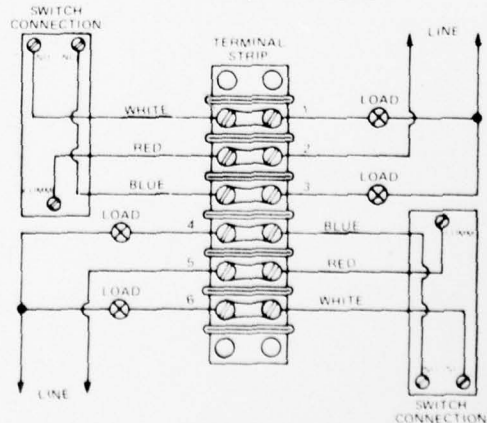 SWITCH
CONNECTION
LINE
TERMINAL
STRIP
LOAD
WHITE
1
RED
2
LOAD
BLUE
3
LOAD
4
BLUE
5
RED
LOAD
6
WHITE
LINE
SWITCH
CONNECTION